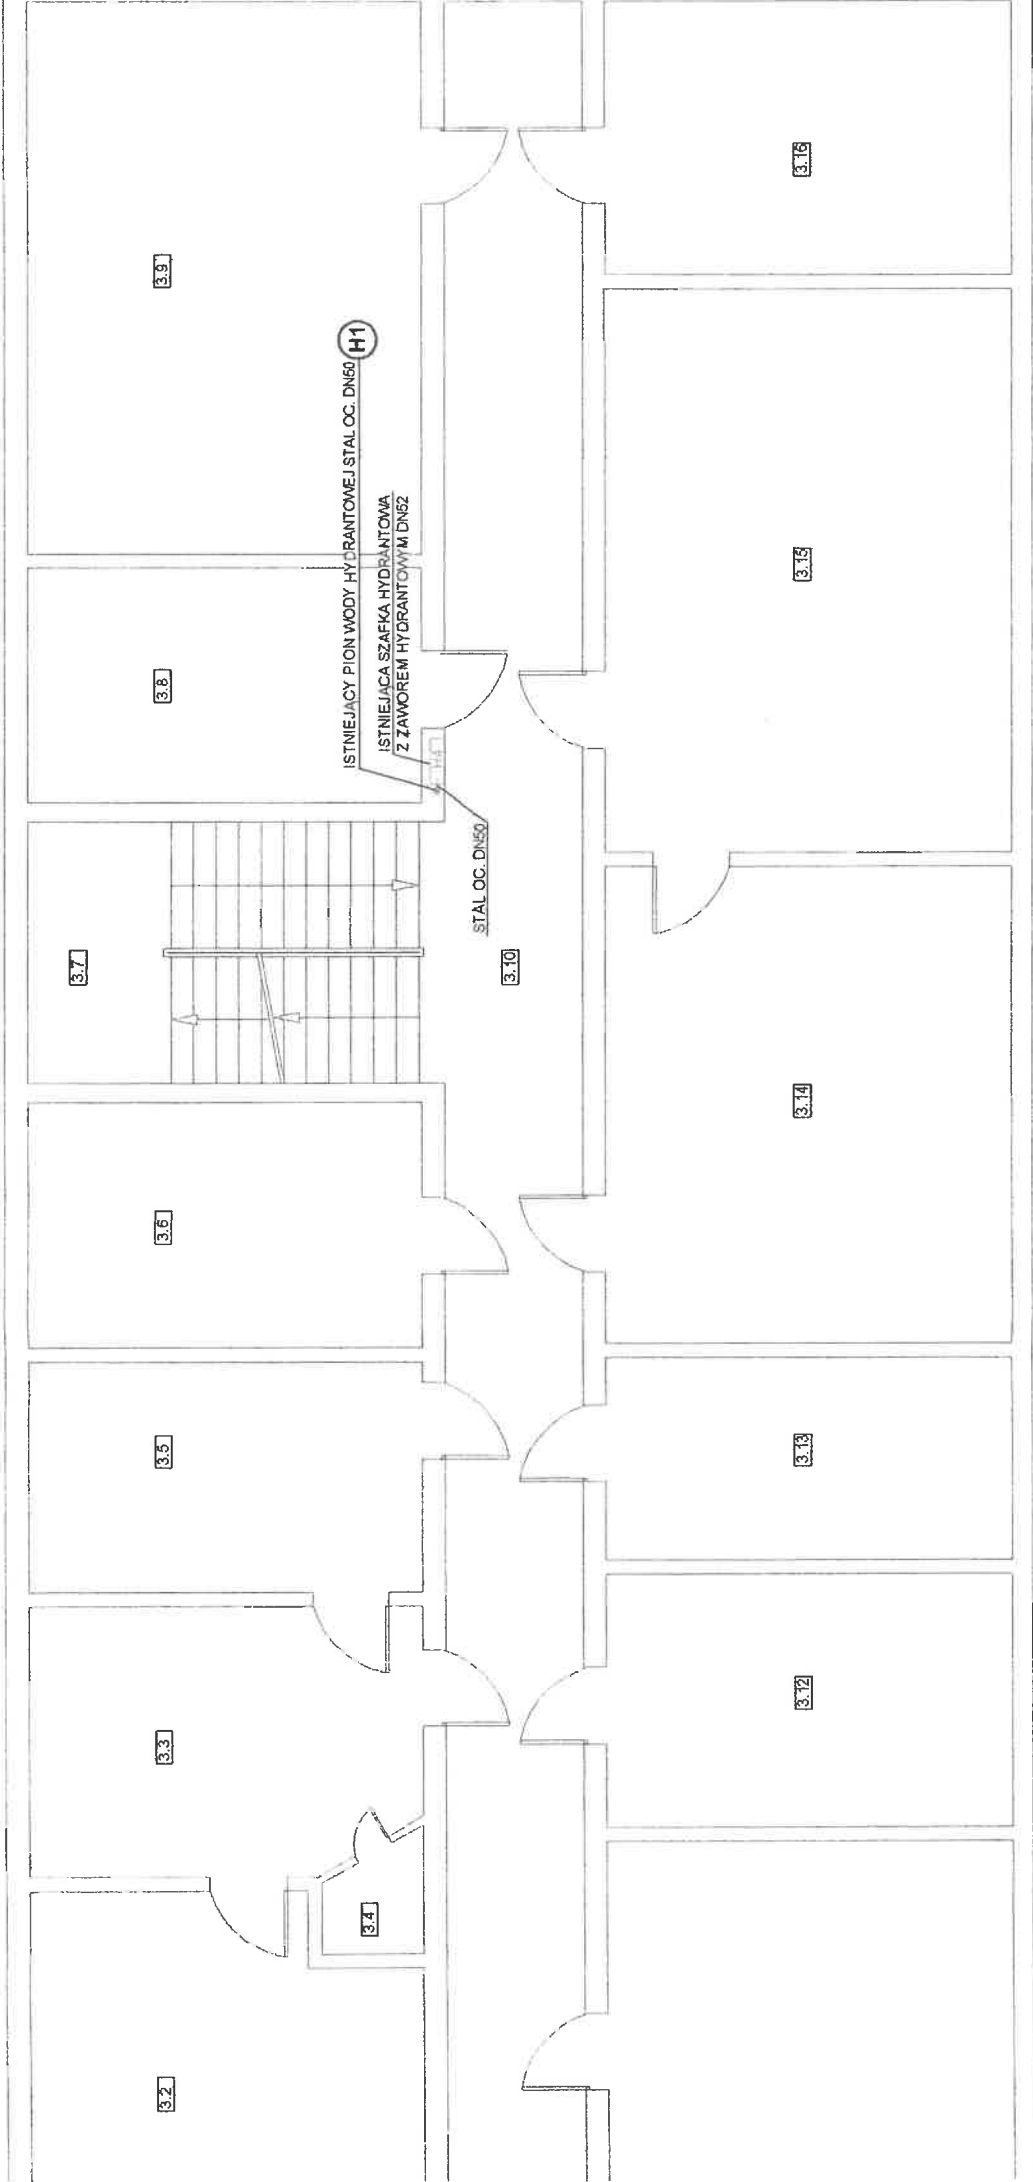 3.9
3.16
H1
ISTNIEJĄCY PION WODY HYDRANTOWEJ STAL OC. DN50
ISTNIEJĄCA SZAFKA HYDRANTOWA
Z ZAWOREM HYDRANTOWYM DN52
3.8
3.15
STAL OC. DN50
3.7
3.10
3.14
3.6
3.5
3.13
3.3
3.12
3.4
3.2